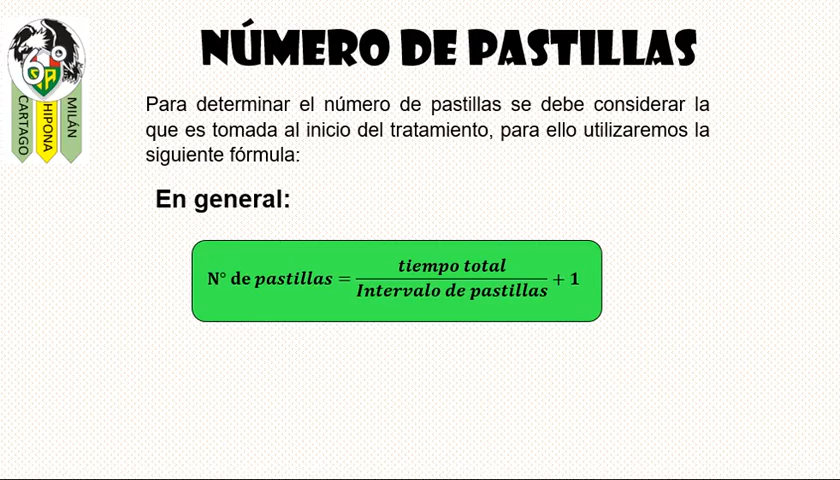 NÚMERO DE PASTILLAS
6°
CARTAGO
HIPONA
MILÁN
Para determinar el número de pastillas se debe considerar la
que es tomada al inicio del tratamiento, para ello utilizaremos la
siguiente fórmula:
En general:
N° de pastillas = tiempo total / Intervalo de pastillas + 1